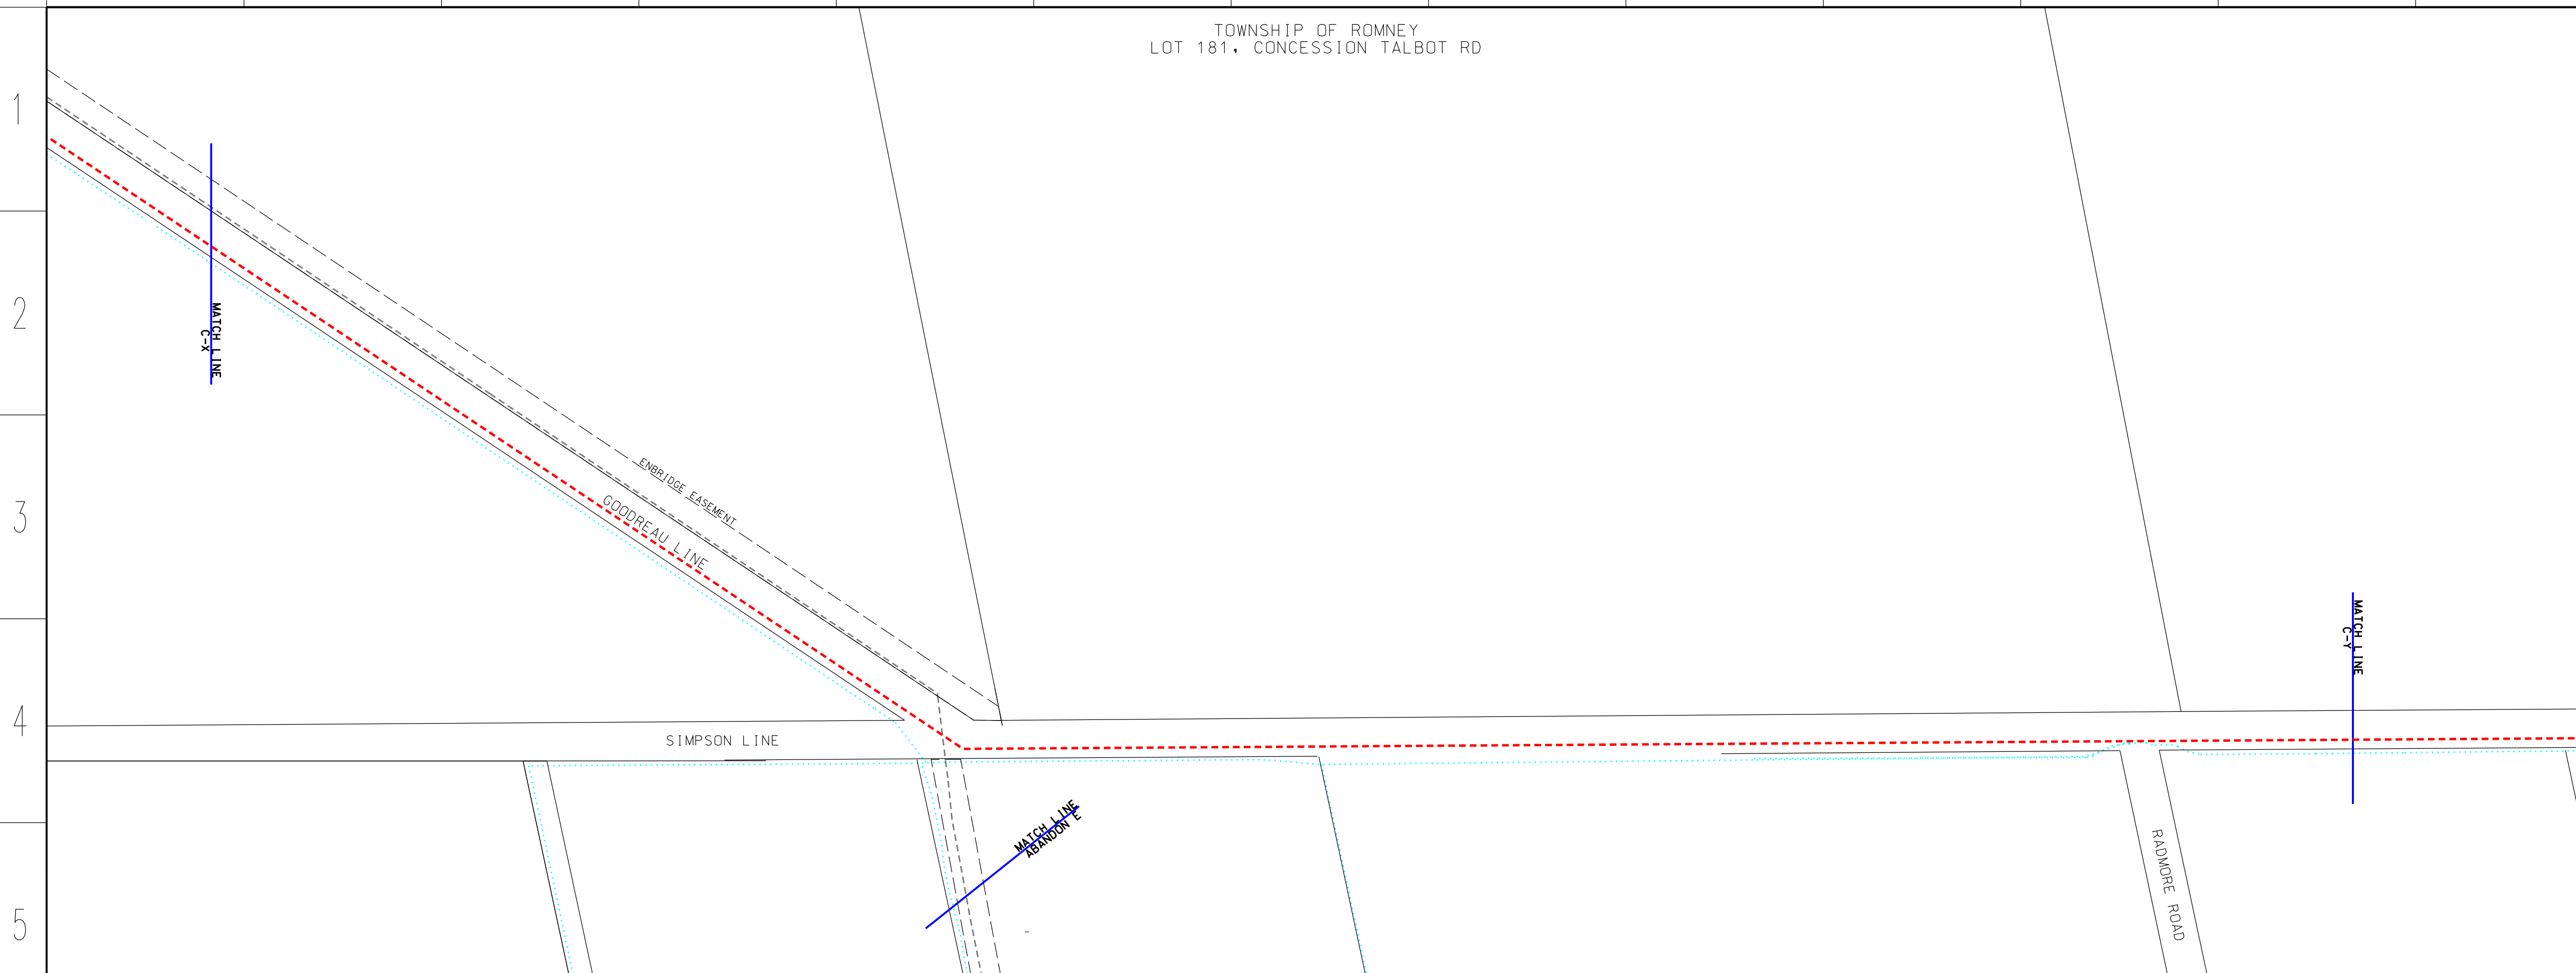 TOWNSHIP OF ROMNEY
LOT 181, CONCESSION TALBOT RD
1
2
MATCH LINE
C-X
ENBRIDGE EASEMENT
GOODREAU LINE
3
MATCH LINE
C-Y
4
SIMPSON LINE
MATCH LINE
ABANDON E
RADMORE ROAD
5